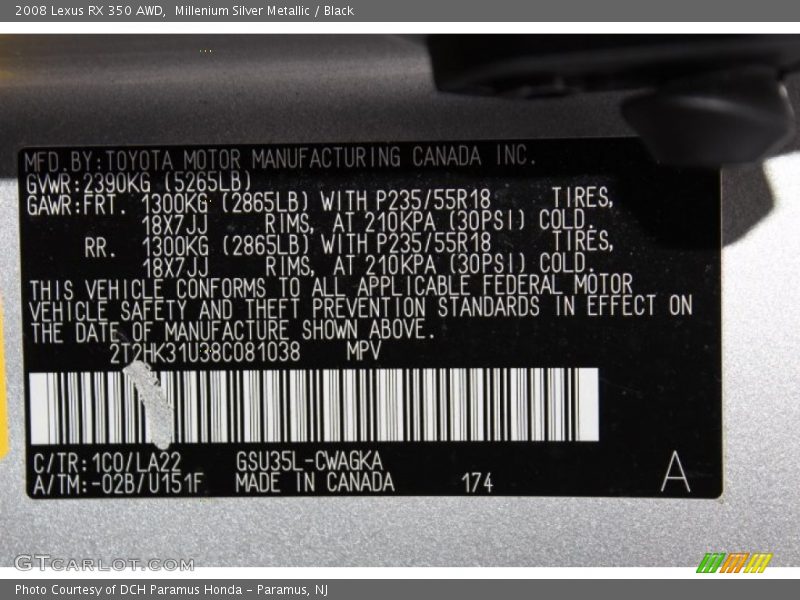 2008 Lexus RX 350 AWD, Millenium Silver Metallic / Black
MFD.BY:TOYOTA MOTOR MANUFACTURING CANADA INC.
GVWR:2390KG (5265LB)
GAWR:FRT. 1300KG (2865LB) WITH P235/55R18 TIRES,
18X7JJ RIMS, AT 210KPA (30PSI) COLD.
RR. 1300KG (2865LB) WITH P235/55R18 TIRES,
18X7JJ RIMS, AT 210KPA (30PSI) COLD.
THIS VEHICLE CONFORMS TO ALL APPLICABLE FEDERAL MOTOR
VEHICLE SAFETY AND THEFT PREVENTION STANDARDS IN EFFECT ON
THE DATE OF MANUFACTURE SHOWN ABOVE.
2T2HK31U38C081038 MPV
C/TR:1C0/LA22 GSU35L-CWAGKA
A/TM:-02B/U151F MADE IN CANADA 174 A
GTCARLOT.COM
Photo Courtesy of DCH Paramus Honda - Paramus, NJ